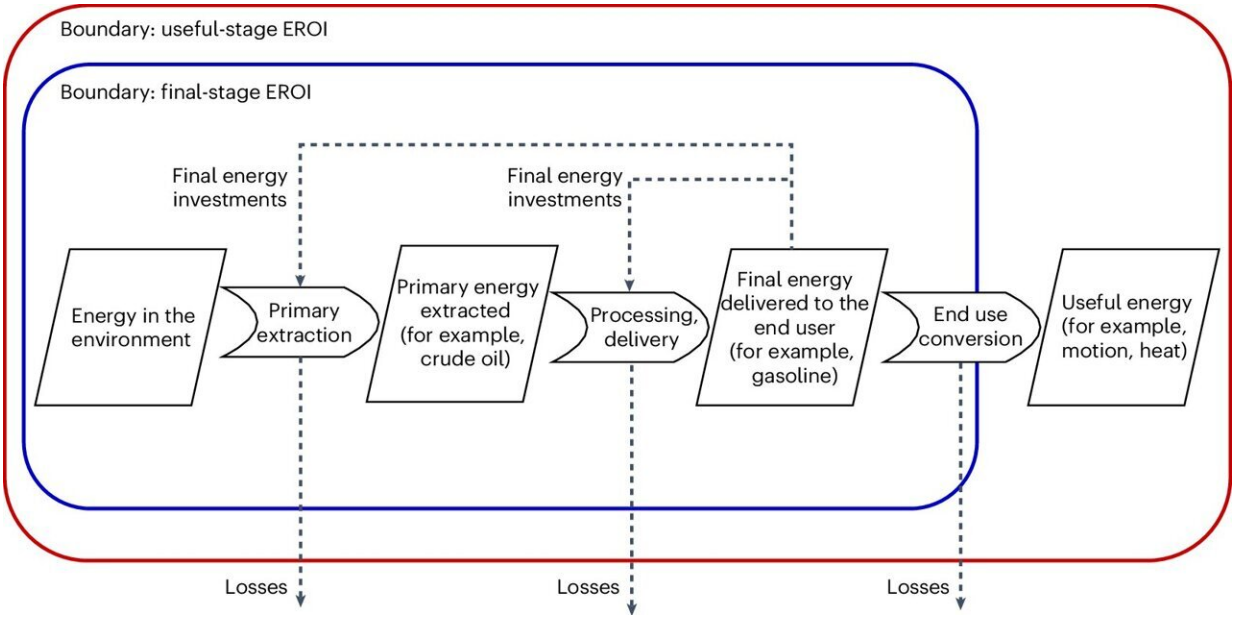 Boundary: useful-stage EROI
Boundary: final-stage EROI
Final energy
investments
Final energy
investments
Energy in the
environment
Primary
extraction
Primary energy
extracted
(for example,
crude oil)
Processing,
delivery
Final energy
delivered to the
end user
(for example,
gasoline)
End use
conversion
Useful energy
(for example,
motion, heat)
Losses
Losses
Losses